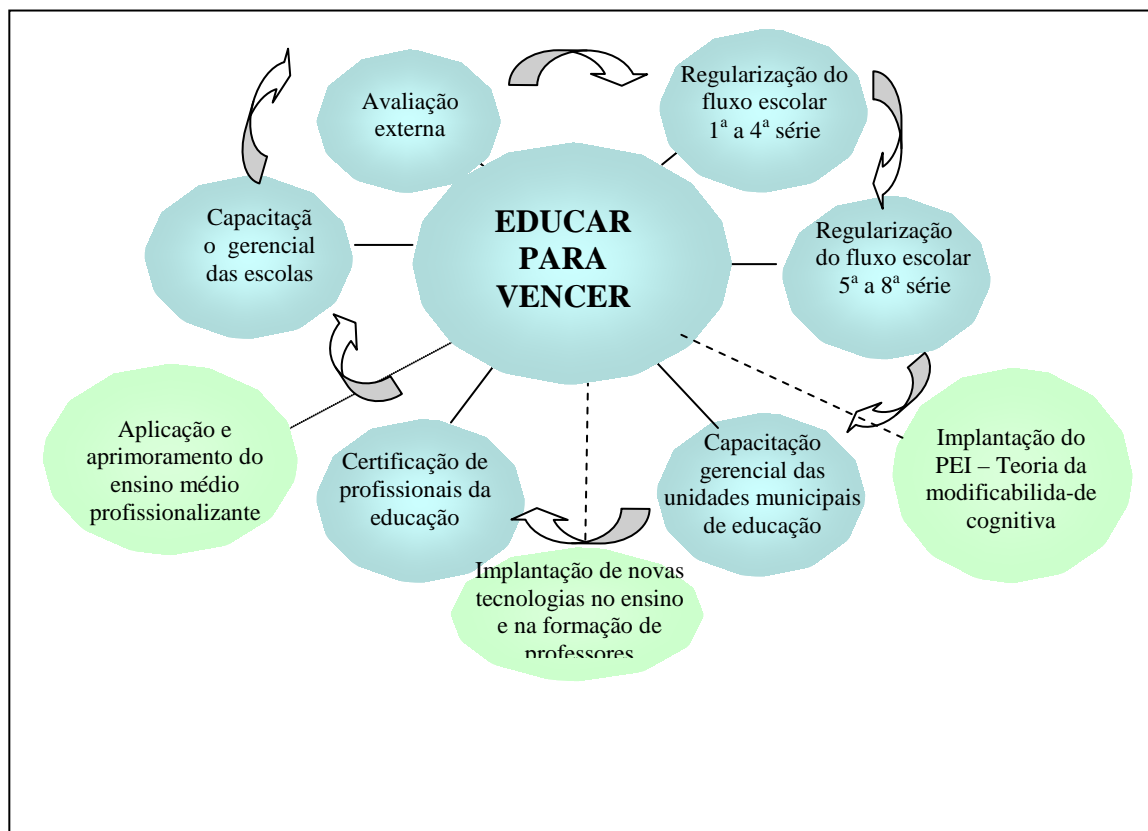 Avaliação
externa
Regularização do
fluxo escolar
1ª a 4ª série
EDUCAR
PARA
VENCER
Capacitaçã
o gerencial
das escolas
Regularização
do fluxo escolar
5ª a 8ª série
Aplicação e
aprimoramento do
ensino médio
profissionalizante
Certificação de
profissionais da
educação
Capacitação
gerencial das
unidades municipais
de educação
Implantação do
PEI – Teoria da
modificabilida-de
cognitiva
Implantação de novas
tecnologias no ensino
e na formação de
professores